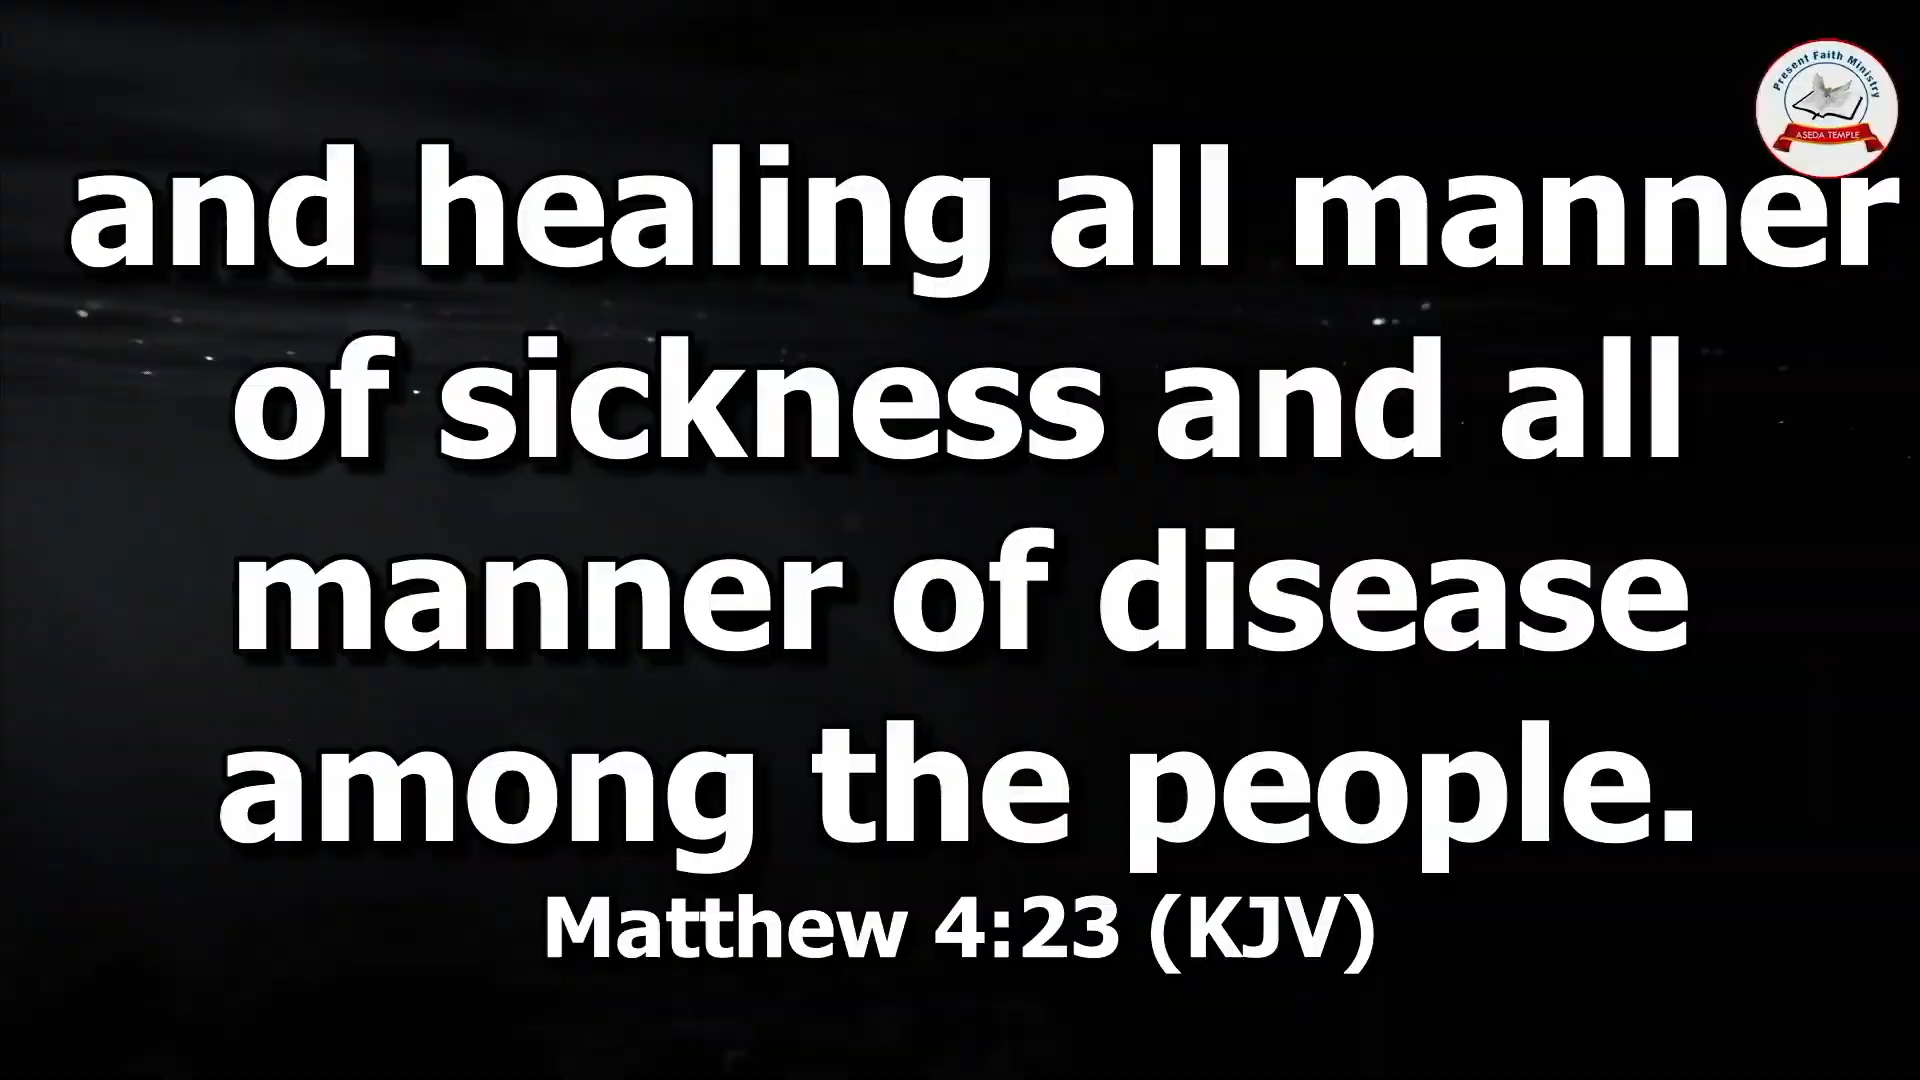 Present Faith Ministry
ASEDA TEMPLE
and healing all manner
of sickness and all
manner of disease
among the people.
Matthew 4:23 (KJV)